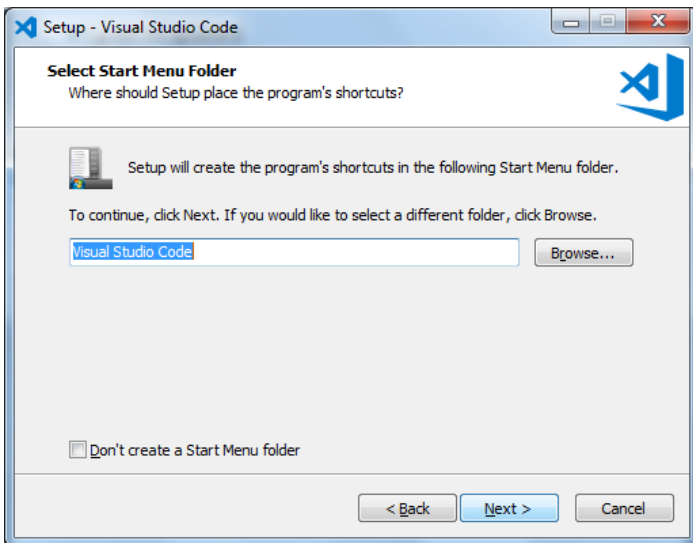 Setup - Visual Studio Code
Select Start Menu Folder
Where should Setup place the program's shortcuts?
Setup will create the program's shortcuts in the following Start Menu folder.
To continue, click Next. If you would like to select a different folder, click Browse.
Visual Studio Code
Browse...
Don't create a Start Menu folder
< Back
Next >
Cancel